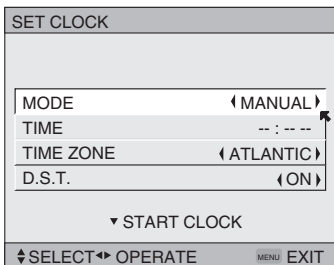 SET CLOCK
MODE MANUAL
TIME -- : -- --
TIME ZONE ATLANTIC
D.S.T. ON
START CLOCK
SELECT OPERATE MENU EXIT